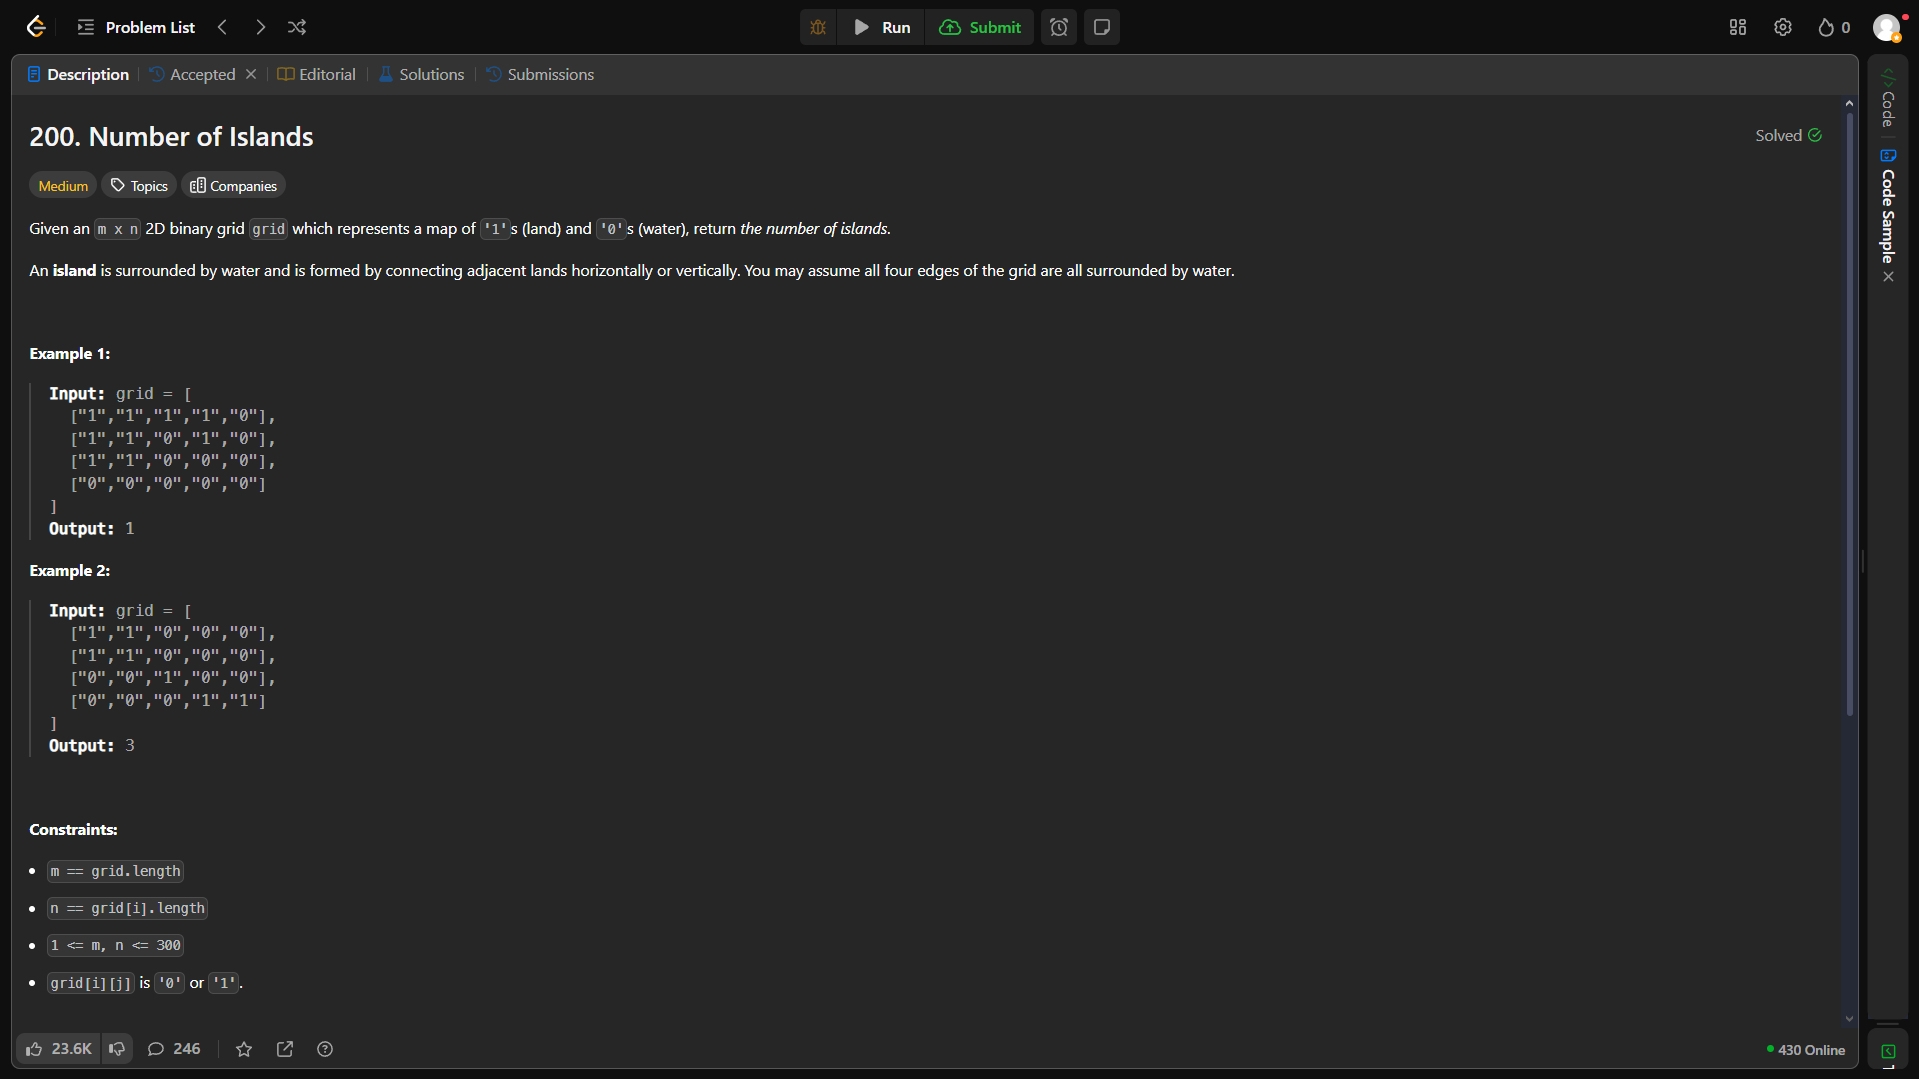 Problem List
Run
Submit
0
Description
Accepted
Editorial
Solutions
Submissions
200. Number of Islands
Solved
Medium
Topics
Companies
Given an m x n 2D binary grid grid which represents a map of '1's (land) and '0's (water), return the number of islands.
An island is surrounded by water and is formed by connecting adjacent lands horizontally or vertically. You may assume all four edges of the grid are all surrounded by water.
Example 1:
Input: grid = [
["1","1","1","1","0"],
["1","1","0","1","0"],
["1","1","0","0","0"],
["0","0","0","0","0"]
]
Output: 1
Example 2:
Input: grid = [
["1","1","0","0","0"],
["1","1","0","0","0"],
["0","0","1","0","0"],
["0","0","0","1","1"]
]
Output: 3
Constraints:
• m == grid.length
• n == grid[i].length
• 1 <= m, n <= 300
• grid[i][j] is '0' or '1'.
23.6K
246
430 Online
Code
Code Sample